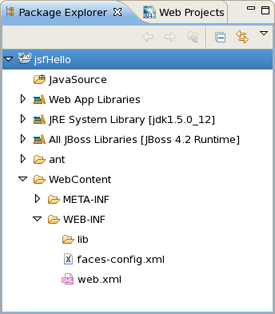 Package Explorer Web Projects
jsfHello
JavaSource
Web App Libraries
JRE System Library [jdk1.5.0_12]
All JBoss Libraries [JBoss 4.2 Runtime]
ant
WebContent
META-INF
WEB-INF
lib
faces-config.xml
web.xml